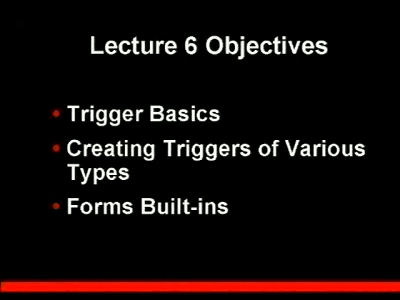 Lecture 6 Objectives
• Trigger Basics
• Creating Triggers of Various
Types
• Forms Built-ins